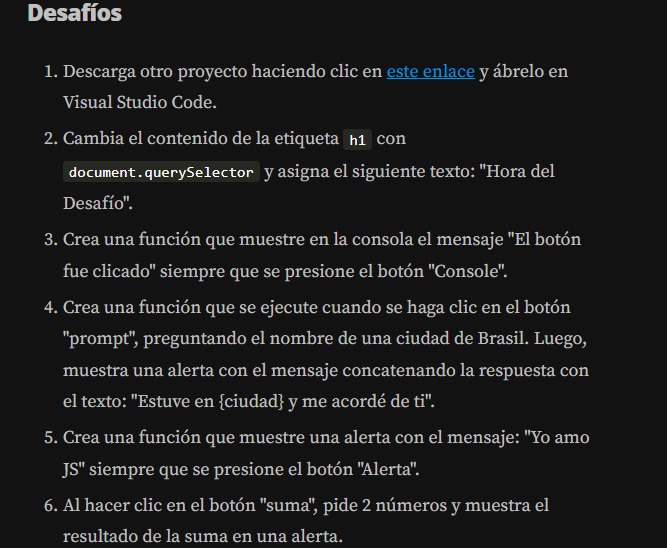 Desafíos
1. Descarga otro proyecto haciendo clic en este enlace y ábrelo en
Visual Studio Code.
2. Cambia el contenido de la etiqueta h1 con
document.querySelector y asigna el siguiente texto: "Hora del
Desafío".
3. Crea una función que muestre en la consola el mensaje "El botón
fue clicado" siempre que se presione el botón "Console".
4. Crea una función que se ejecute cuando se haga clic en el botón
"prompt", preguntando el nombre de una ciudad de Brasil. Luego,
muestra una alerta con el mensaje concatenando la respuesta con
el texto: "Estuve en {ciudad} y me acordé de ti".
5. Crea una función que muestre una alerta con el mensaje: "Yo amo
JS" siempre que se presione el botón "Alerta".
6. Al hacer clic en el botón "suma", pide 2 números y muestra el
resultado de la suma en una alerta.